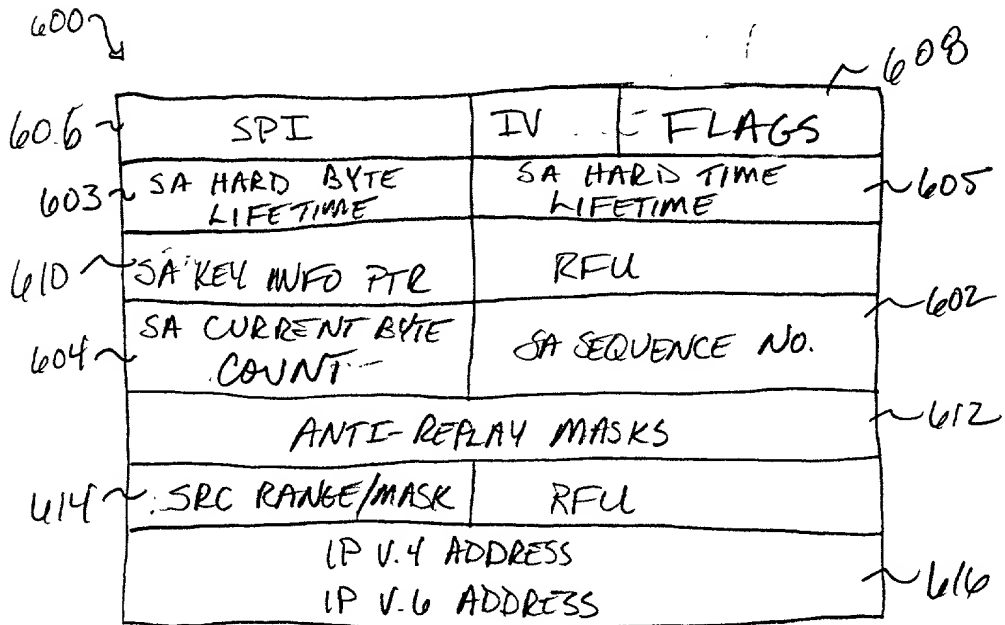 600
608
606 SPI IV FLAGS
603 SA HARD BYTE LIFETIME SA HARD TIME LIFETIME 605
610 SA KEY INFO PTR RFU
602
604 SA CURRENT BYTE COUNT SA SEQUENCE NO.
ANTI-REPLAY MASKS 612
614 SRC RANGE/MASK RFU
IP V.4 ADDRESS
IP V.6 ADDRESS 616